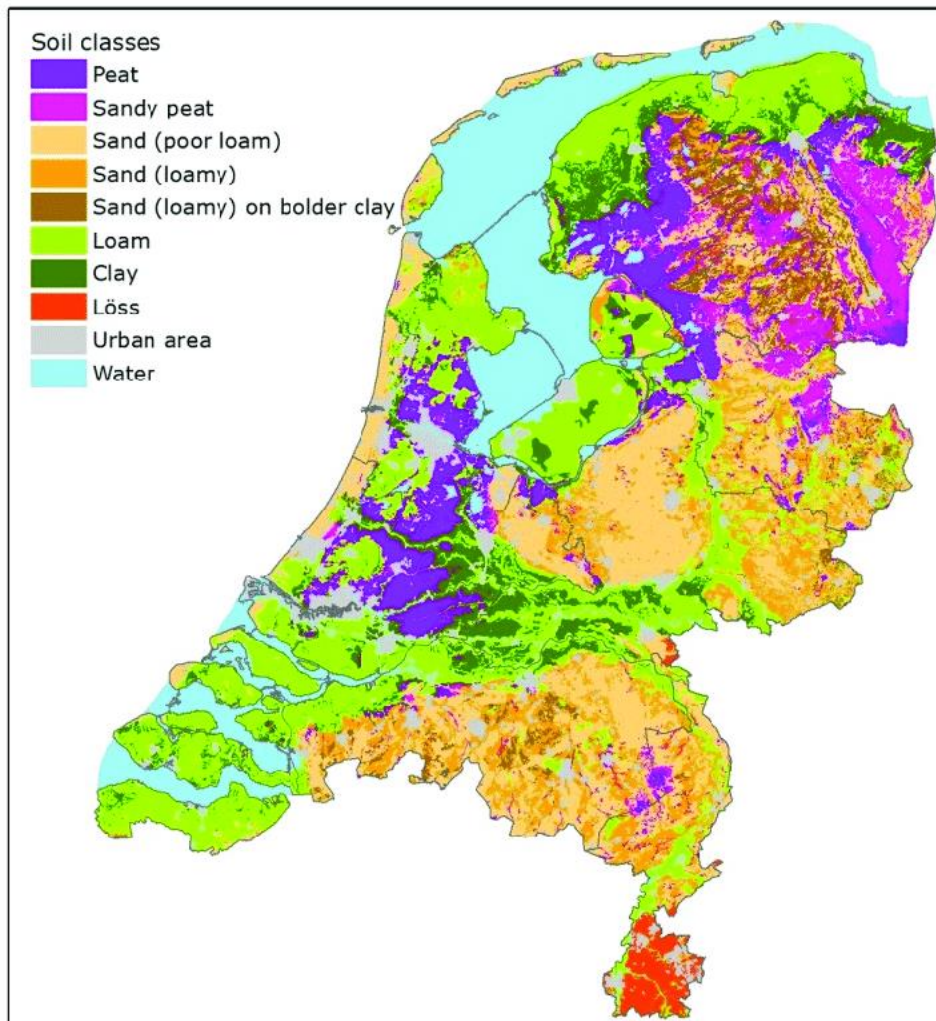 Soil classes
Peat
Sandy peat
Sand (poor loam)
Sand (loamy)
Sand (loamy) on bolder clay
Loam
Clay
Löss
Urban area
Water